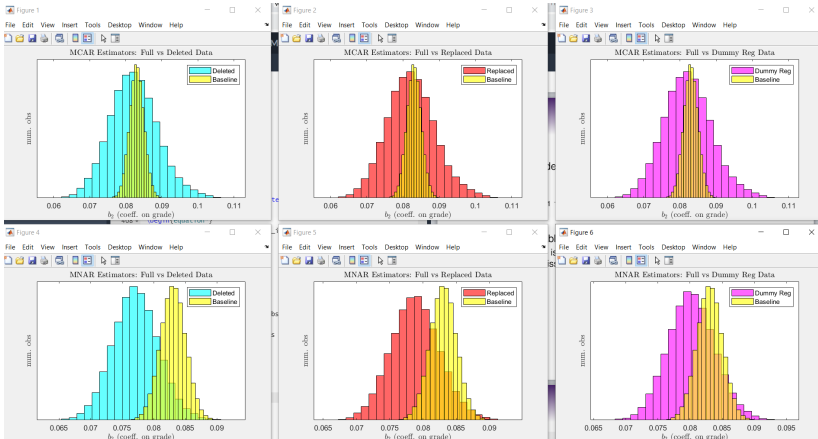 Figure 1
File Edit View Insert Tools Desktop Window Help
MCAR Estimators: Full vs Deleted Data
Deleted
Baseline
num. obs
0.06 0.07 0.08 0.09 0.1 0.11
b₂ (coeff. on grade)
Figure 2
File Edit View Insert Tools Desktop Window Help
MCAR Estimators: Full vs Replaced Data
Replaced
Baseline
num. obs
0.06 0.07 0.08 0.09 0.1 0.11
b₂ (coeff. on grade)
Figure 3
File Edit View Insert Tools Desktop Window Help
MCAR Estimators: Full vs Dummy Reg Data
Dummy Reg
Baseline
num. obs
0.06 0.07 0.08 0.09 0.1 0.11
b₂ (coeff. on grade)
Figure 4
File Edit View Insert Tools Desktop Window Help
MNAR Estimators: Full vs Deleted Data
Deleted
Baseline
num. obs
0.065 0.07 0.075 0.08 0.085 0.09
b₂ (coeff. on grade)
Figure 5
File Edit View Insert Tools Desktop Window Help
MNAR Estimators: Full vs Replaced Data
Replaced
Baseline
num. obs
0.065 0.07 0.075 0.08 0.085 0.09
b₂ (coeff. on grade)
Figure 6
File Edit View Insert Tools Desktop Window Help
MNAR Estimators: Full vs Dummy Reg Data
Dummy Reg
Baseline
num. obs
0.065 0.07 0.075 0.08 0.085 0.09 0.095
b₂ (coeff. on grade)